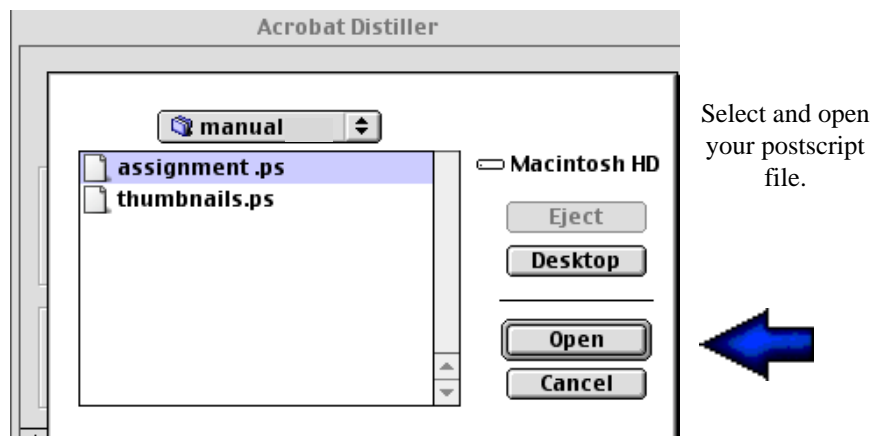 Acrobat Distiller
manual
assignment .ps
thumbnails.ps
Macintosh HD
Eject
Desktop
Open
Cancel
Select and open
your postscript
file.